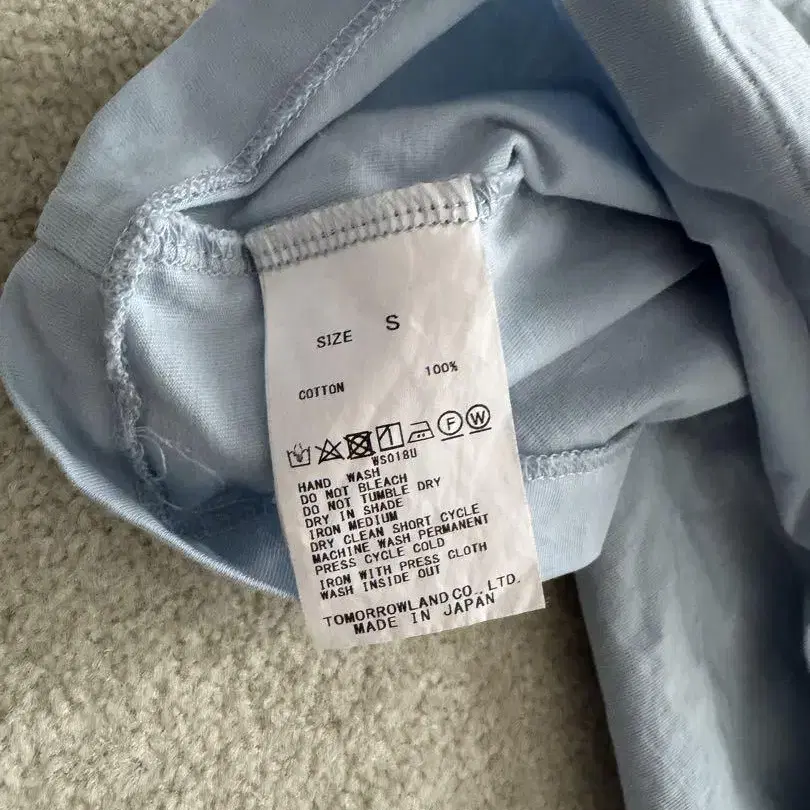 SIZE S
COTTON 100%
F W
WS018U
HAND WASH
DO NOT BLEACH
DO NOT TUMBLE DRY
DRY IN SHADE
IRON MEDIUM
DRY CLEAN SHORT CYCLE
MACHINE WASH PERMANENT
PRESS CYCLE COLD
IRON WITH PRESS CLOTH
WASH INSIDE OUT
TOMORROWLAND CO., LTD.
MADE IN JAPAN